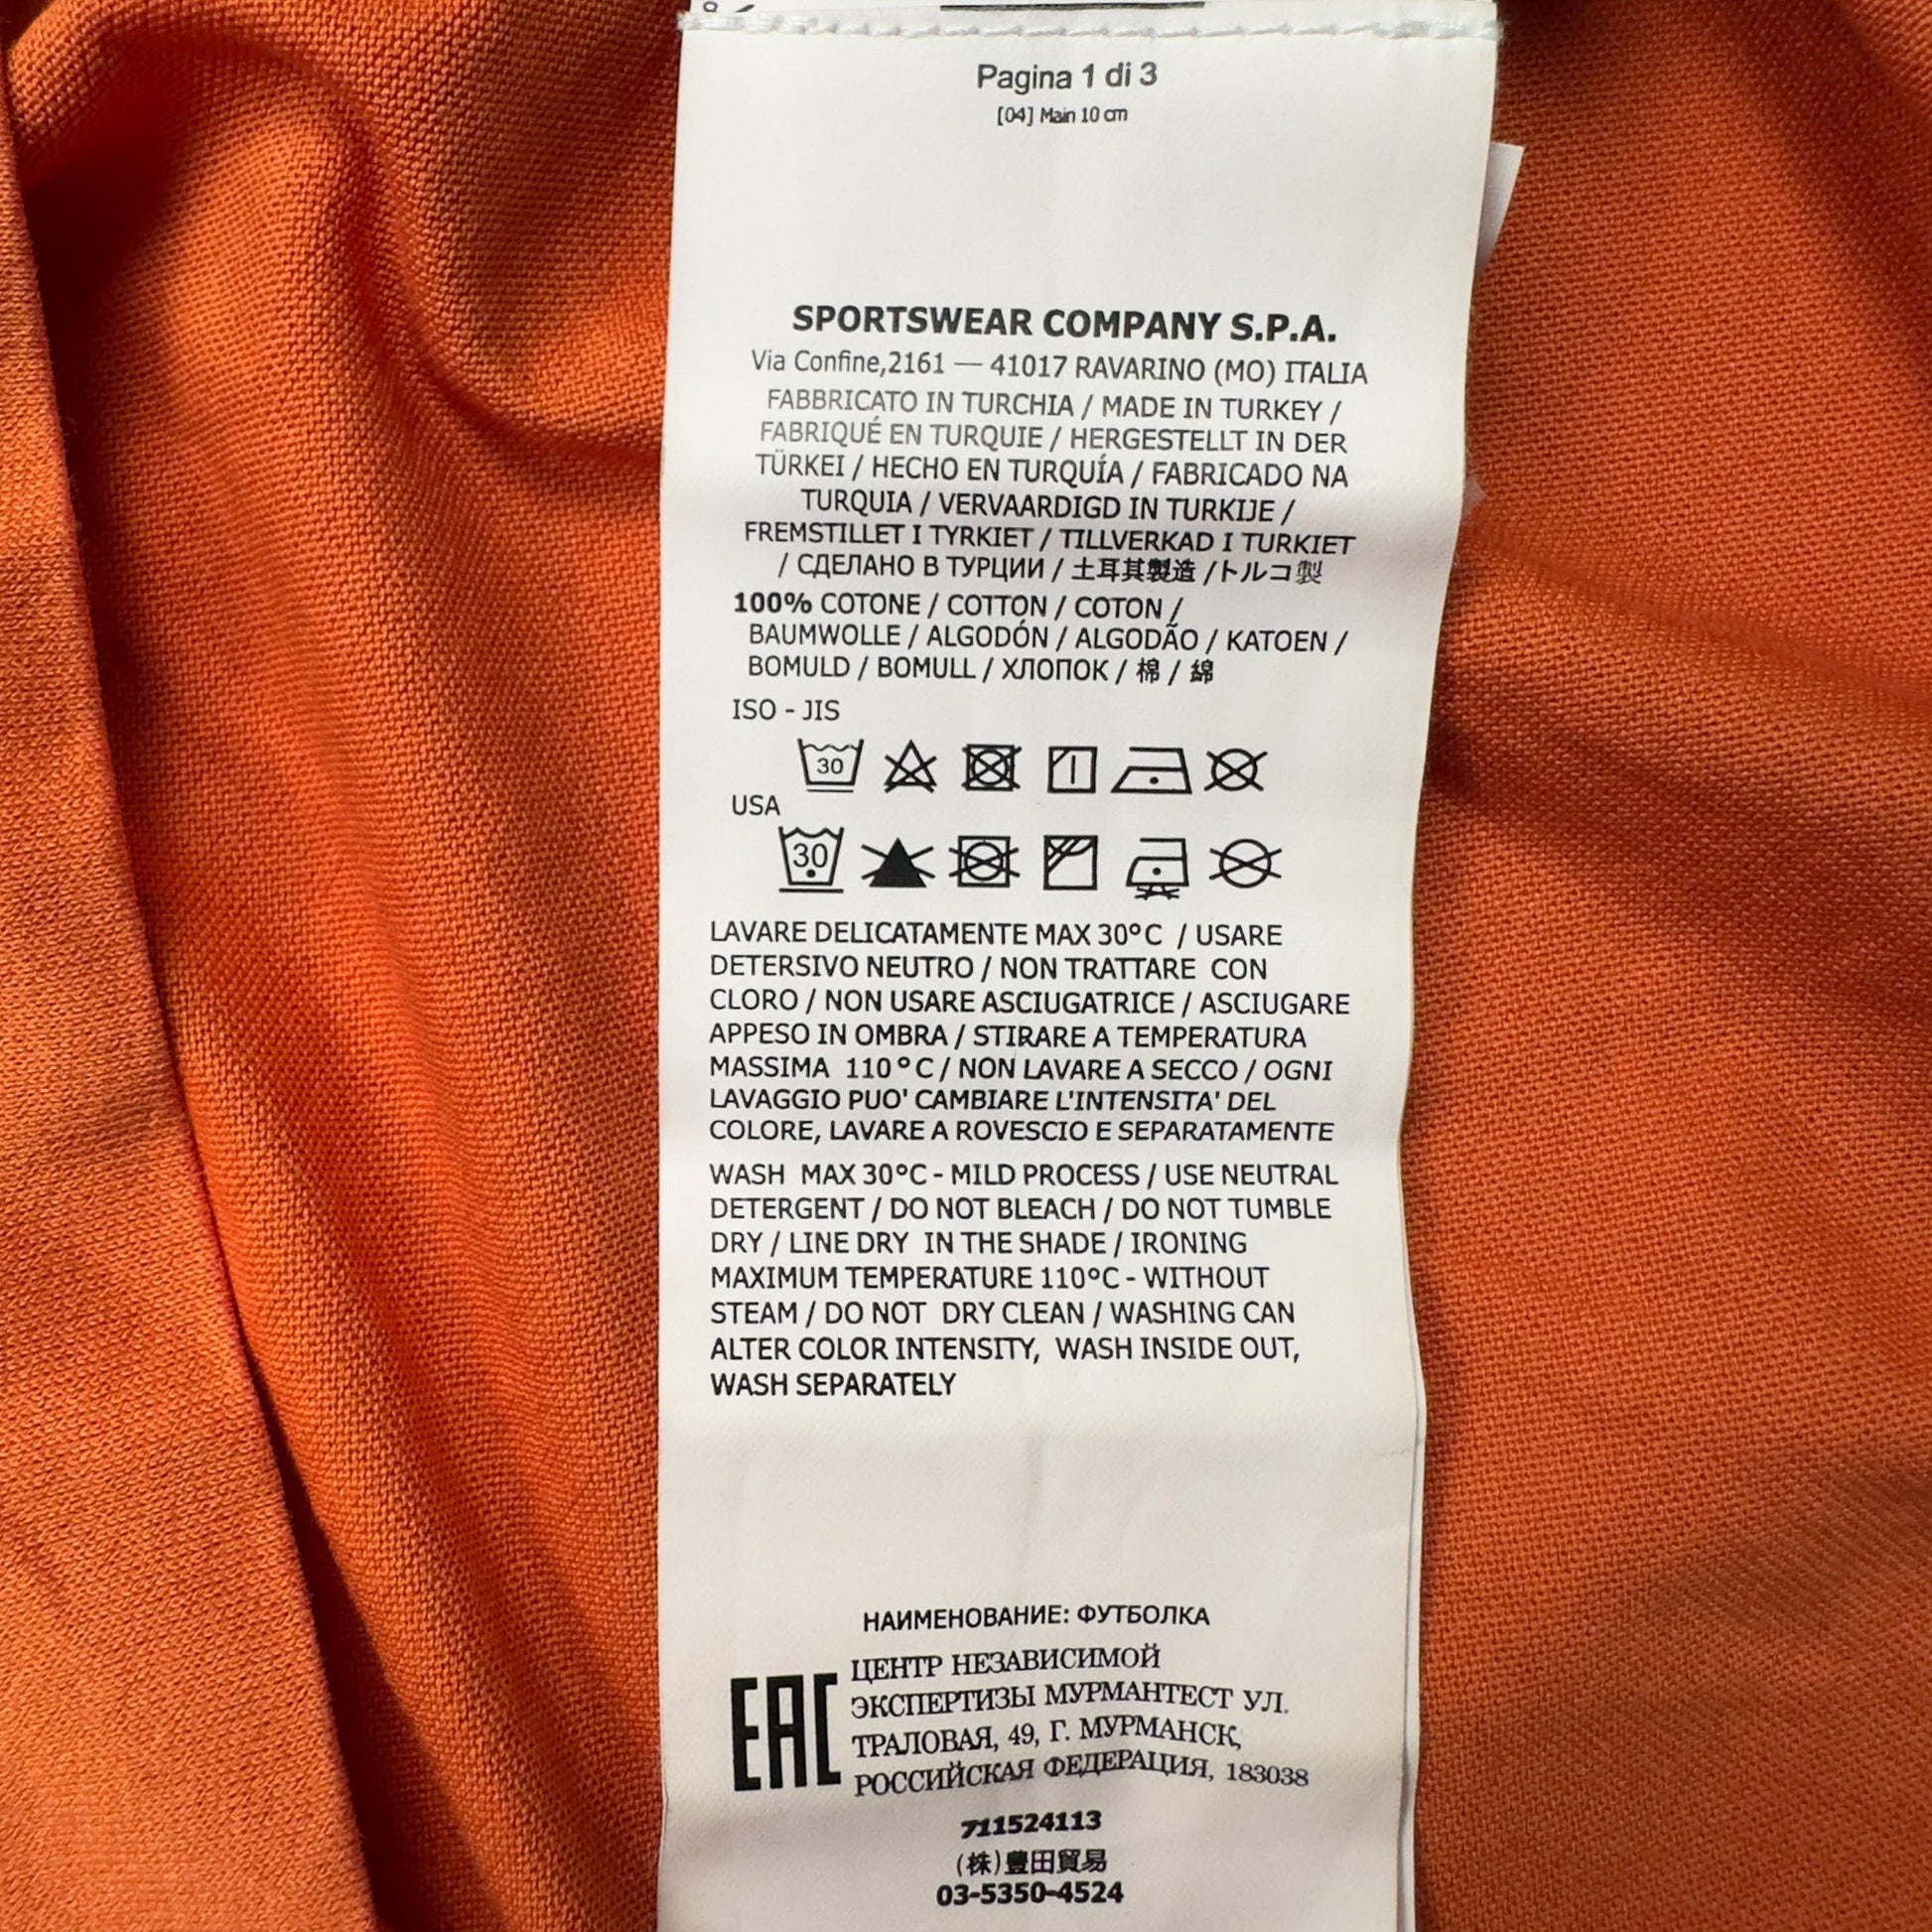 Pagina 1 di 3
[04] Main 10 cm
SPORTSWEAR COMPANY S.P.A.
Via Confine,2161 — 41017 RAVARINO (MO) ITALIA
FABBRICATO IN TURCHIA / MADE IN TURKEY /
FABRIQUÉ EN TURQUIE / HERGESTELLT IN DER
TÜRKEI / HECHO EN TURQUÍA / FABRICADO NA
TURQUIA / VERVAARDIGD IN TURKIJE /
FREMSTILLET I TYRKIET / TILLVERKAD I TURKIET
/ СДЕЛАНО В ТУРЦИИ / 土耳其製造 /トルコ製
100% COTONE / COTTON / COTON /
BAUMWOLLE / ALGODÓN / ALGODÃO / KATOEN /
BOMULD / BOMULL / ХЛОПОК / 棉 / 綿
ISO - JIS
30
USA
30
LAVARE DELICATAMENTE MAX 30°C / USARE
DETERSIVO NEUTRO / NON TRATTARE CON
CLORO / NON USARE ASCIUGATRICE / ASCIUGARE
APPESO IN OMBRA / STIRARE A TEMPERATURA
MASSIMA 110°C / NON LAVARE A SECCO / OGNI
LAVAGGIO PUO' CAMBIARE L'INTENSITA' DEL
COLORE, LAVARE A ROVESCIO E SEPARATAMENTE
WASH MAX 30°C - MILD PROCESS / USE NEUTRAL
DETERGENT / DO NOT BLEACH / DO NOT TUMBLE
DRY / LINE DRY IN THE SHADE / IRONING
MAXIMUM TEMPERATURE 110°C - WITHOUT
STEAM / DO NOT DRY CLEAN / WASHING CAN
ALTER COLOR INTENSITY, WASH INSIDE OUT,
WASH SEPARATELY
НАИМЕНОВАНИЕ: ФУТБОЛКА
EAC
ЦЕНТР НЕЗАВИСИМОЙ
ЭКСПЕРТИЗЫ МУРМАНТЕСТ УЛ.
ТРАЛОВАЯ, 49, Г. МУРМАНСК,
РОССИЙСКАЯ ФЕДЕРАЦИЯ, 183038
711524113
(株)豊田貿易
03-5350-4524